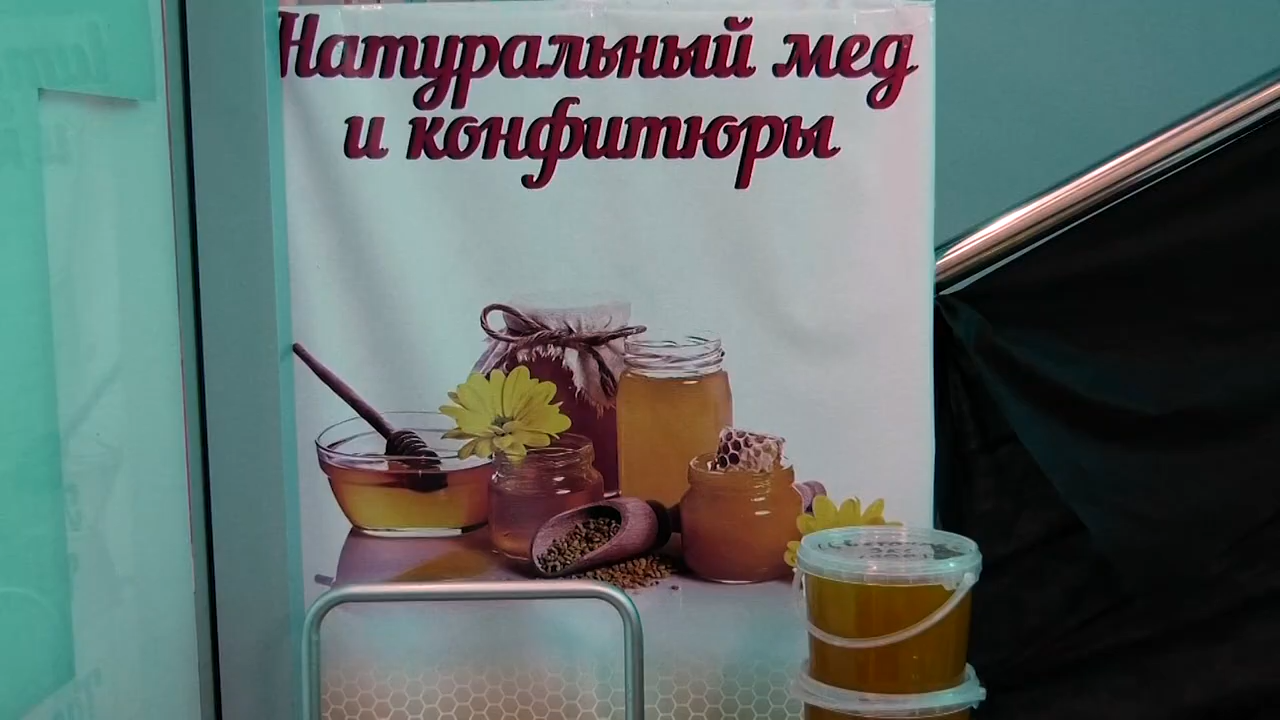 Натуральный мед
и конфитюры